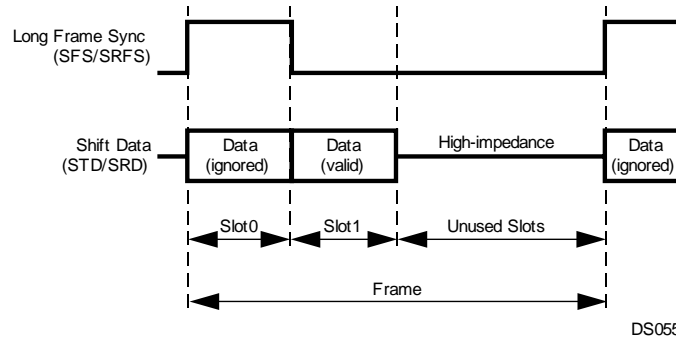 Long Frame Sync
(SFS/SRFS)
Shift Data
(STD/SRD)
Data
(ignored)
Data
(valid)
High-impedance
Data
(ignored)
Slot0
Slot1
Unused Slots
Frame
DS055